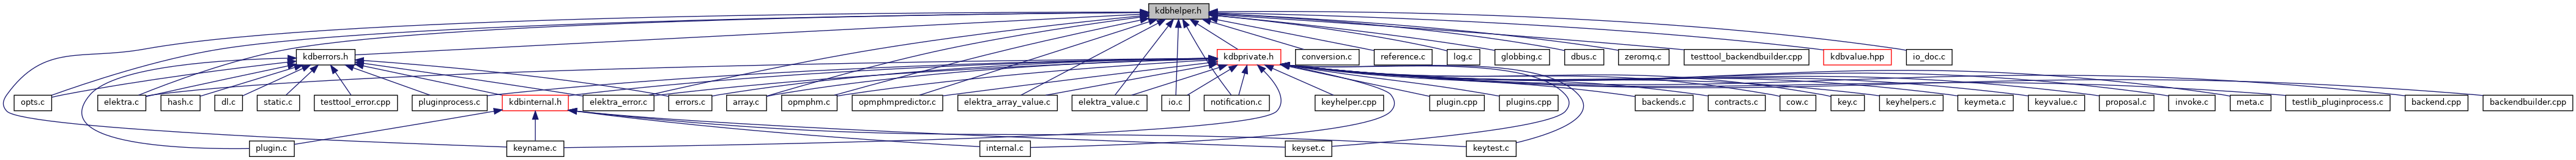 kdbhelper.h
kdberrors.h
kdbprivate.h
conversion.c
reference.c
log.c
globbing.c
dbus.c
zeromq.c
testtool_backendbuilder.cpp
kdbvalue.hpp
io_doc.c
opts.c
elektra.c
hash.c
dl.c
static.c
testtool_error.cpp
pluginprocess.c
kdbinternal.h
elektra_error.c
errors.c
array.c
opmphm.c
opmphmpredictor.c
elektra_array_value.c
elektra_value.c
io.c
notification.c
keyhelper.cpp
plugin.cpp
plugins.cpp
backends.c
contracts.c
cow.c
key.c
keyhelpers.c
keymeta.c
keyvalue.c
proposal.c
invoke.c
meta.c
testlib_pluginprocess.c
backend.cpp
backendbuilder.cpp
plugin.c
keyname.c
internal.c
keyset.c
keytest.c